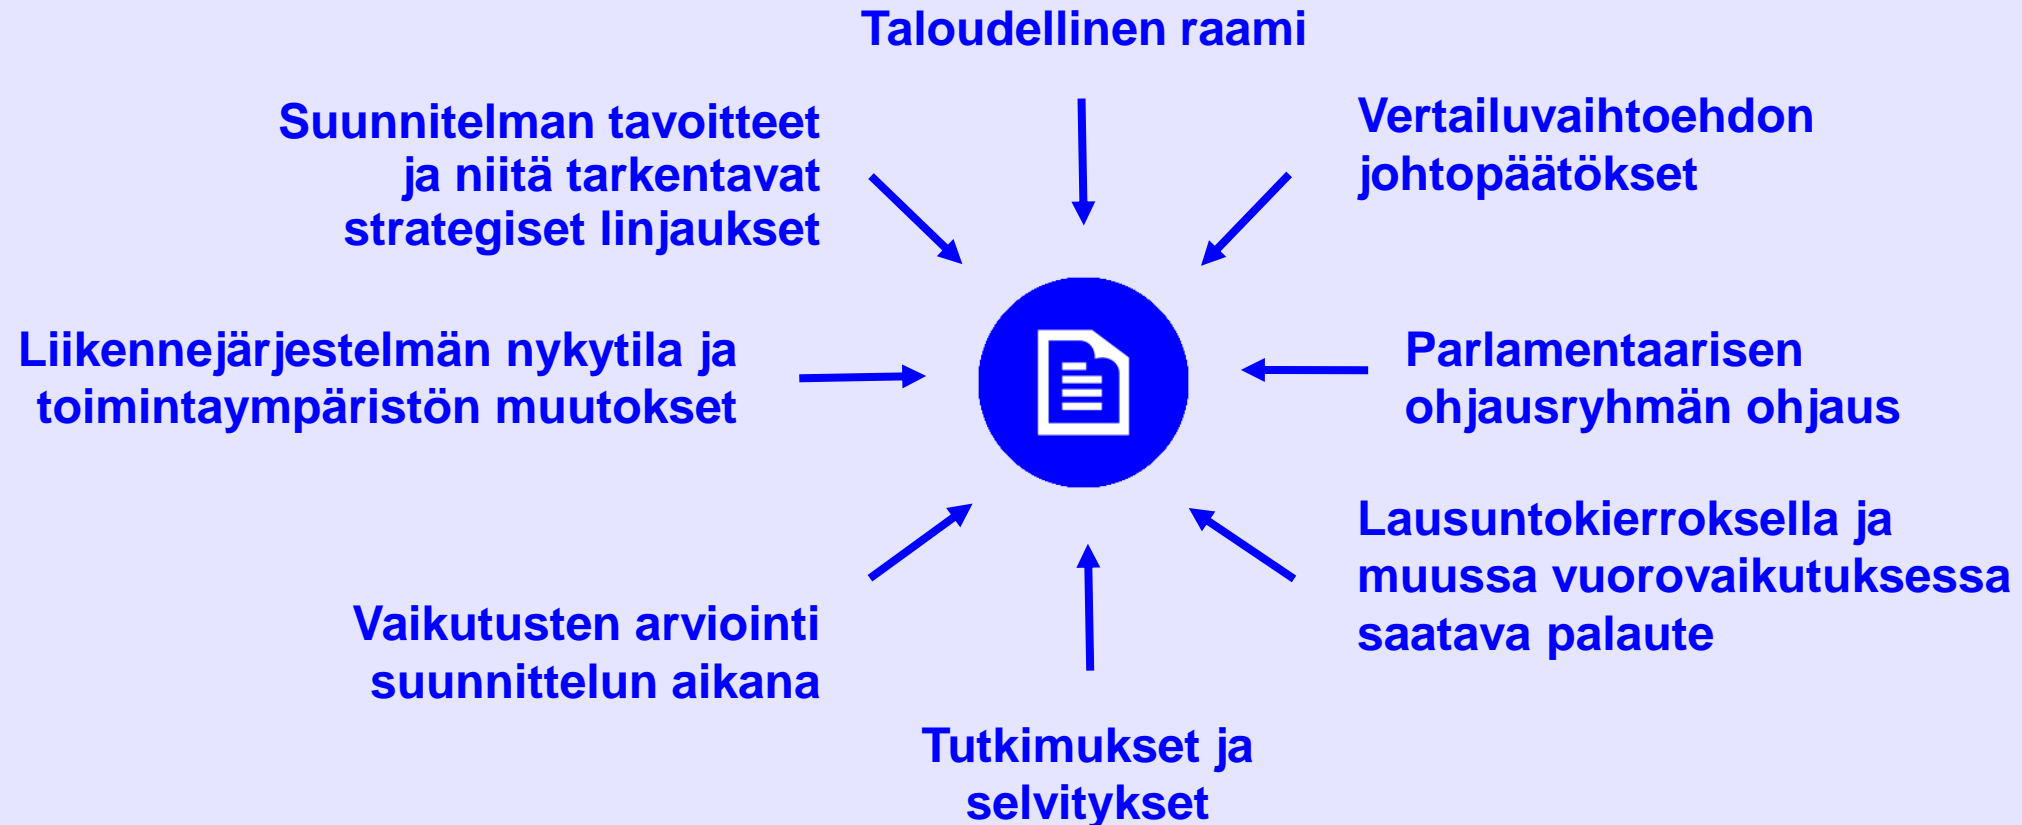 Taloudellinen raami
Suunnitelman tavoitteet
ja niitä tarkentavat
strategiset linjaukset
Vertailuvaihtoehdon
johtopäätökset
Liikennejärjestelmän nykytila ja
toimintaympäristön muutokset
Parlamentaarisen
ohjausryhmän ohjaus
Vaikutusten arviointi
suunnittelun aikana
Lausuntokierroksella ja
muussa vuorovaikutuksessa
saatava palaute
Tutkimukset ja
selvitykset